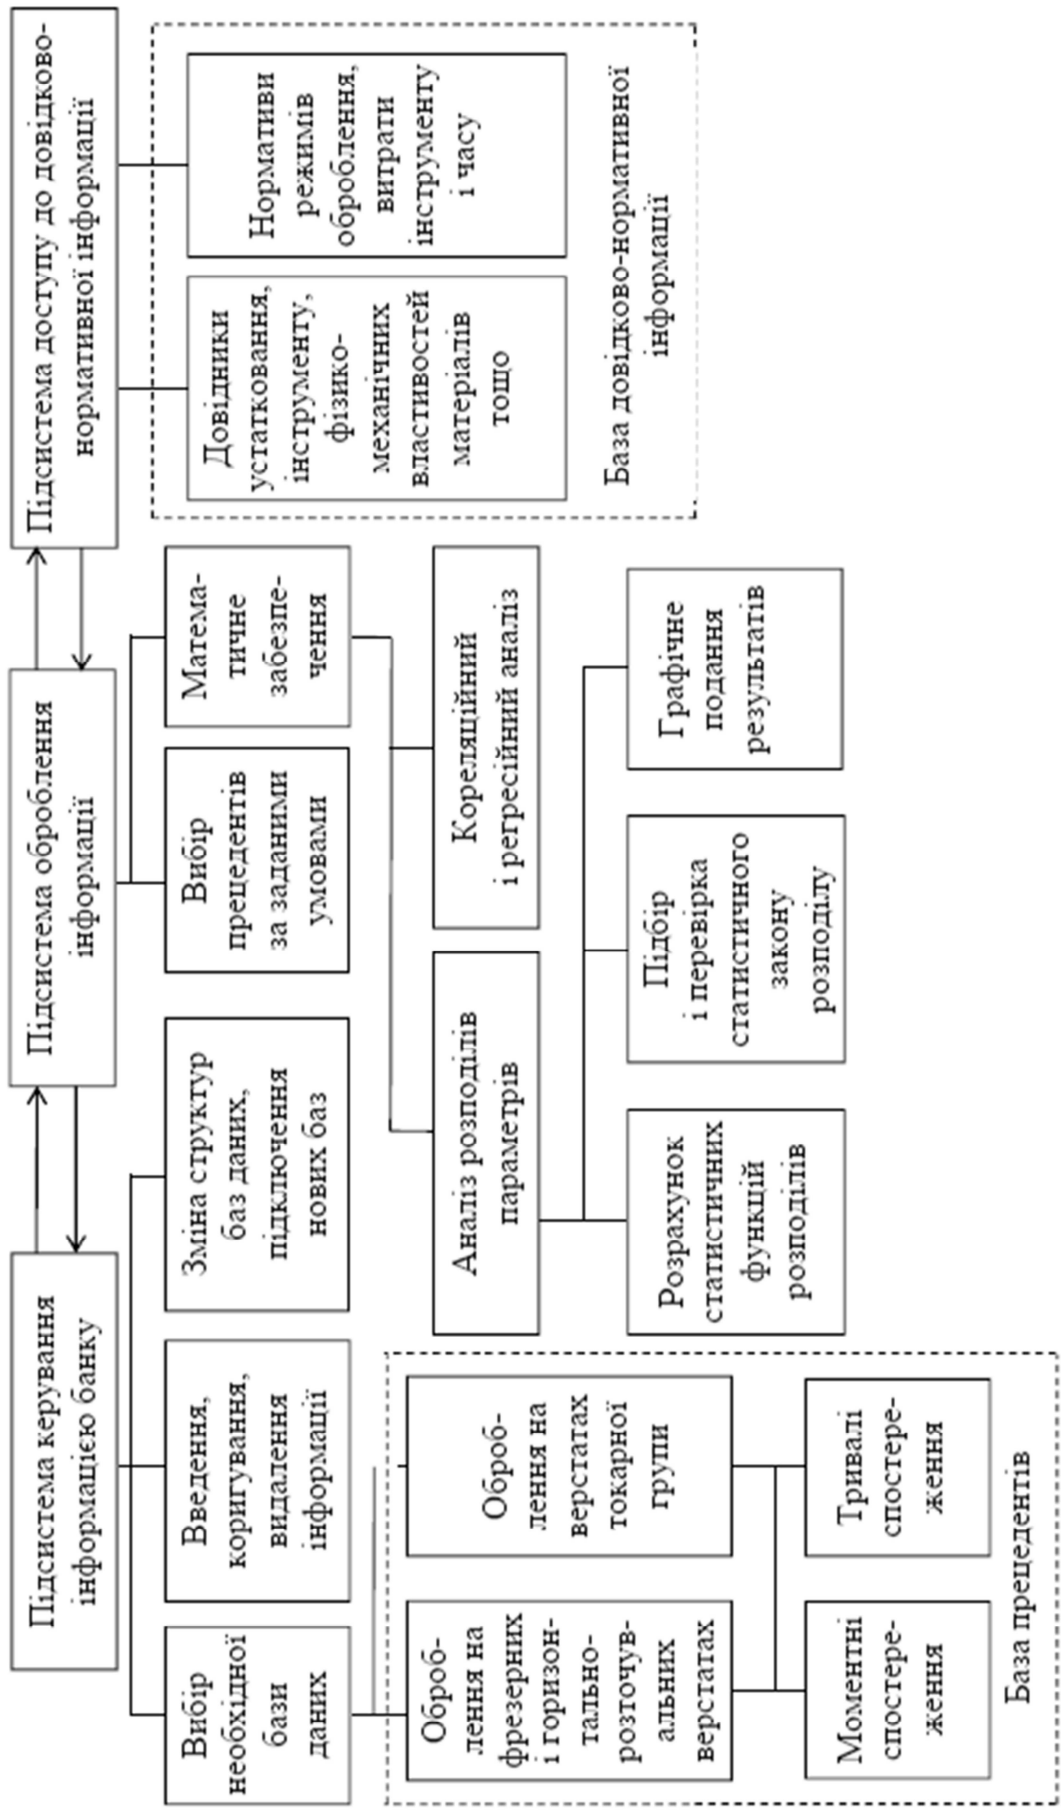 Підсистема керування
інформацією банку
Підсистема оброблення
інформації
Підсистема доступу до довідково-
нормативної інформації
Вибір
необхідної
бази
даних
Введення,
коригування,
видалення
інформації
Зміна структур
баз даних,
підключення
нових баз
Вибір
прецедентів
за заданими
умовами
Матема-
тичне
забезпе-
чення
Довідники
устатковання,
інструменту,
фізико-
механічних
властивостей
матеріалів
тощо
Нормативи
режимів
оброблення,
витрати
інструменту
і часу
База довідково-нормативної
інформації
Аналіз розподілів
параметрів
Кореляційний
і регресійний аналіз
Розрахунок
статистичних
функцій
розподілів
Підбір
і перевірка
статистичного
закону
розподілу
Графічне
подання
результатів
Оброб-
лення на
фрезерних
і горизон-
тально-
розточув-
альних
верстатах
Оброб-
лення на
верстатах
токарної
групи
Моментні
спостере-
ження
Тривалі
спостере-
ження
База прецедентів